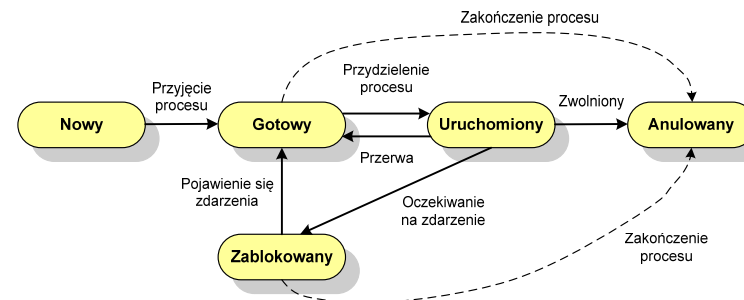 Zakończenie procesu
Przydzielenie
procesu
Przyjęcie
procesu
Zwolniony
Nowy
Gotowy
Uruchomiony
Anulowany
Przerwa
Pojawienie się
zdarzenia
Oczekiwanie
na zdarzenie
Zablokowany
Zakończenie
procesu